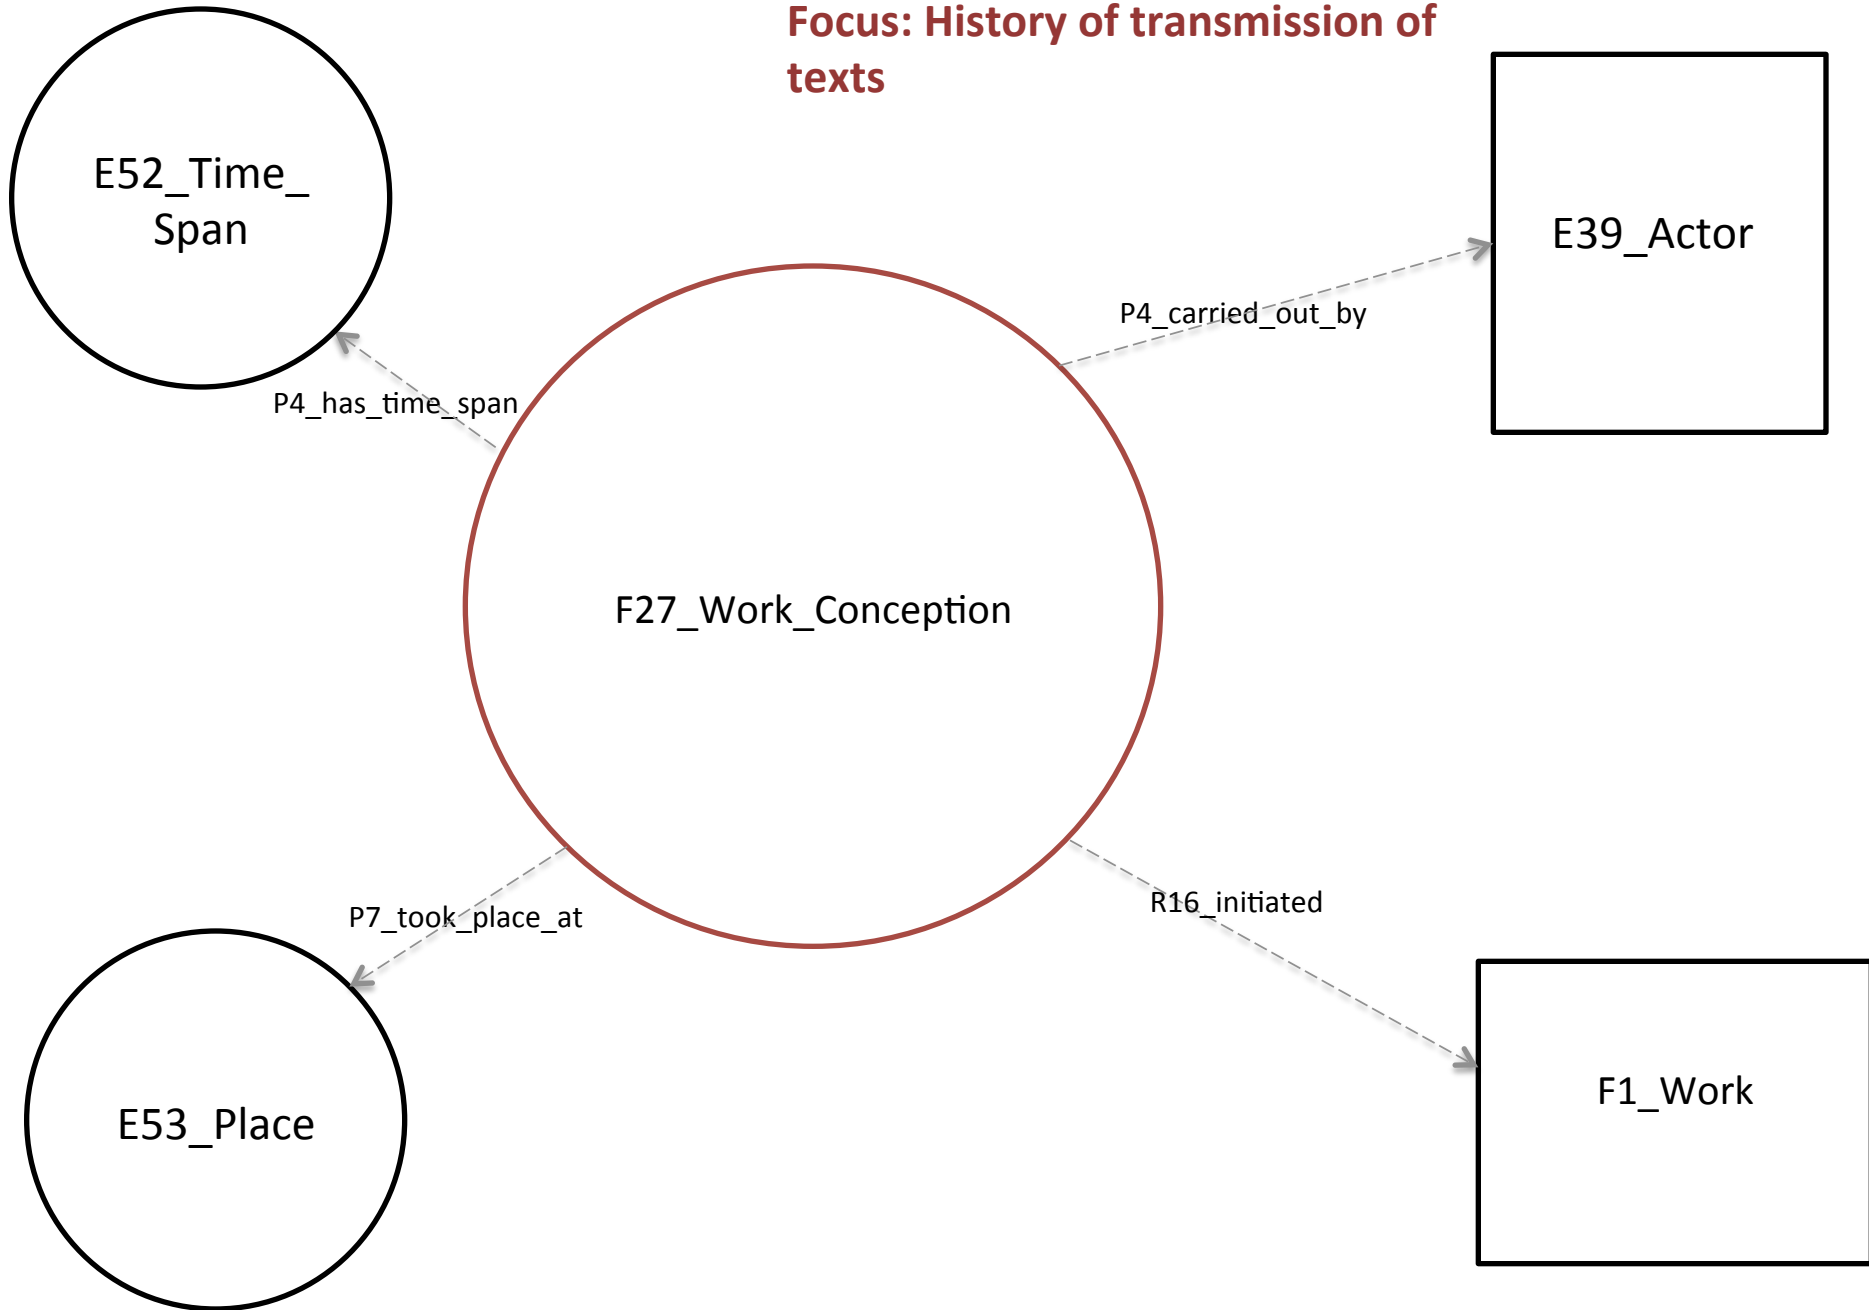 Focus: History of transmission of
texts
E52_Time_
Span
E39_Actor
P4_carried_out_by
P4_has_time_span
F27_Work_Conception
P7_took_place_at
R16_initiated
E53_Place
F1_Work